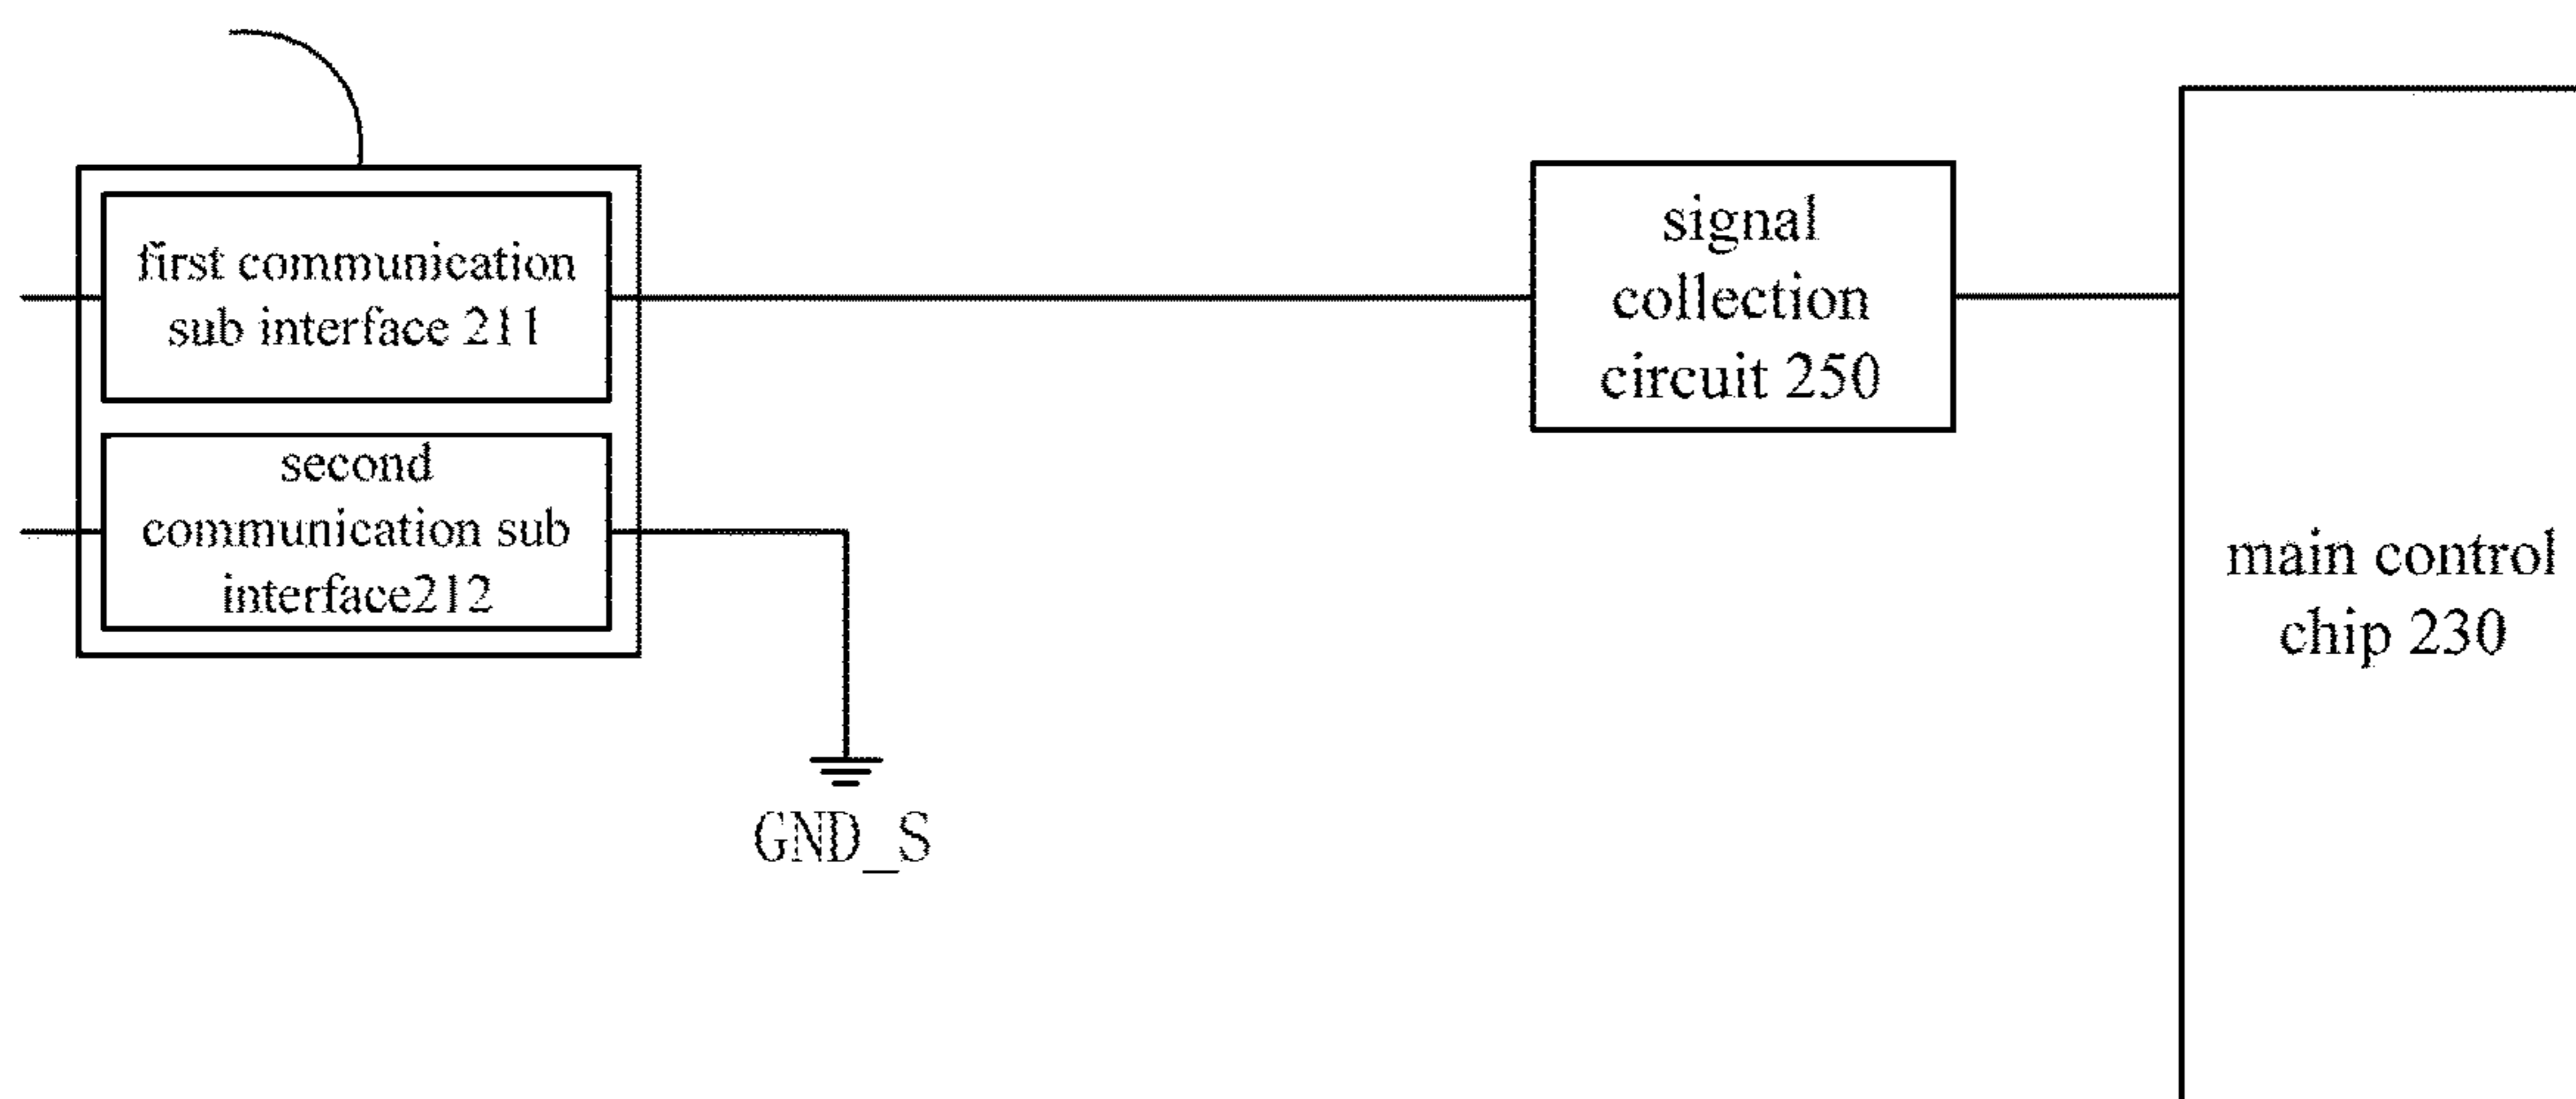 first communication
sub interface 211
second
communication sub
interface212
GND_S
signal
collection
circuit 250
main control
chip 230